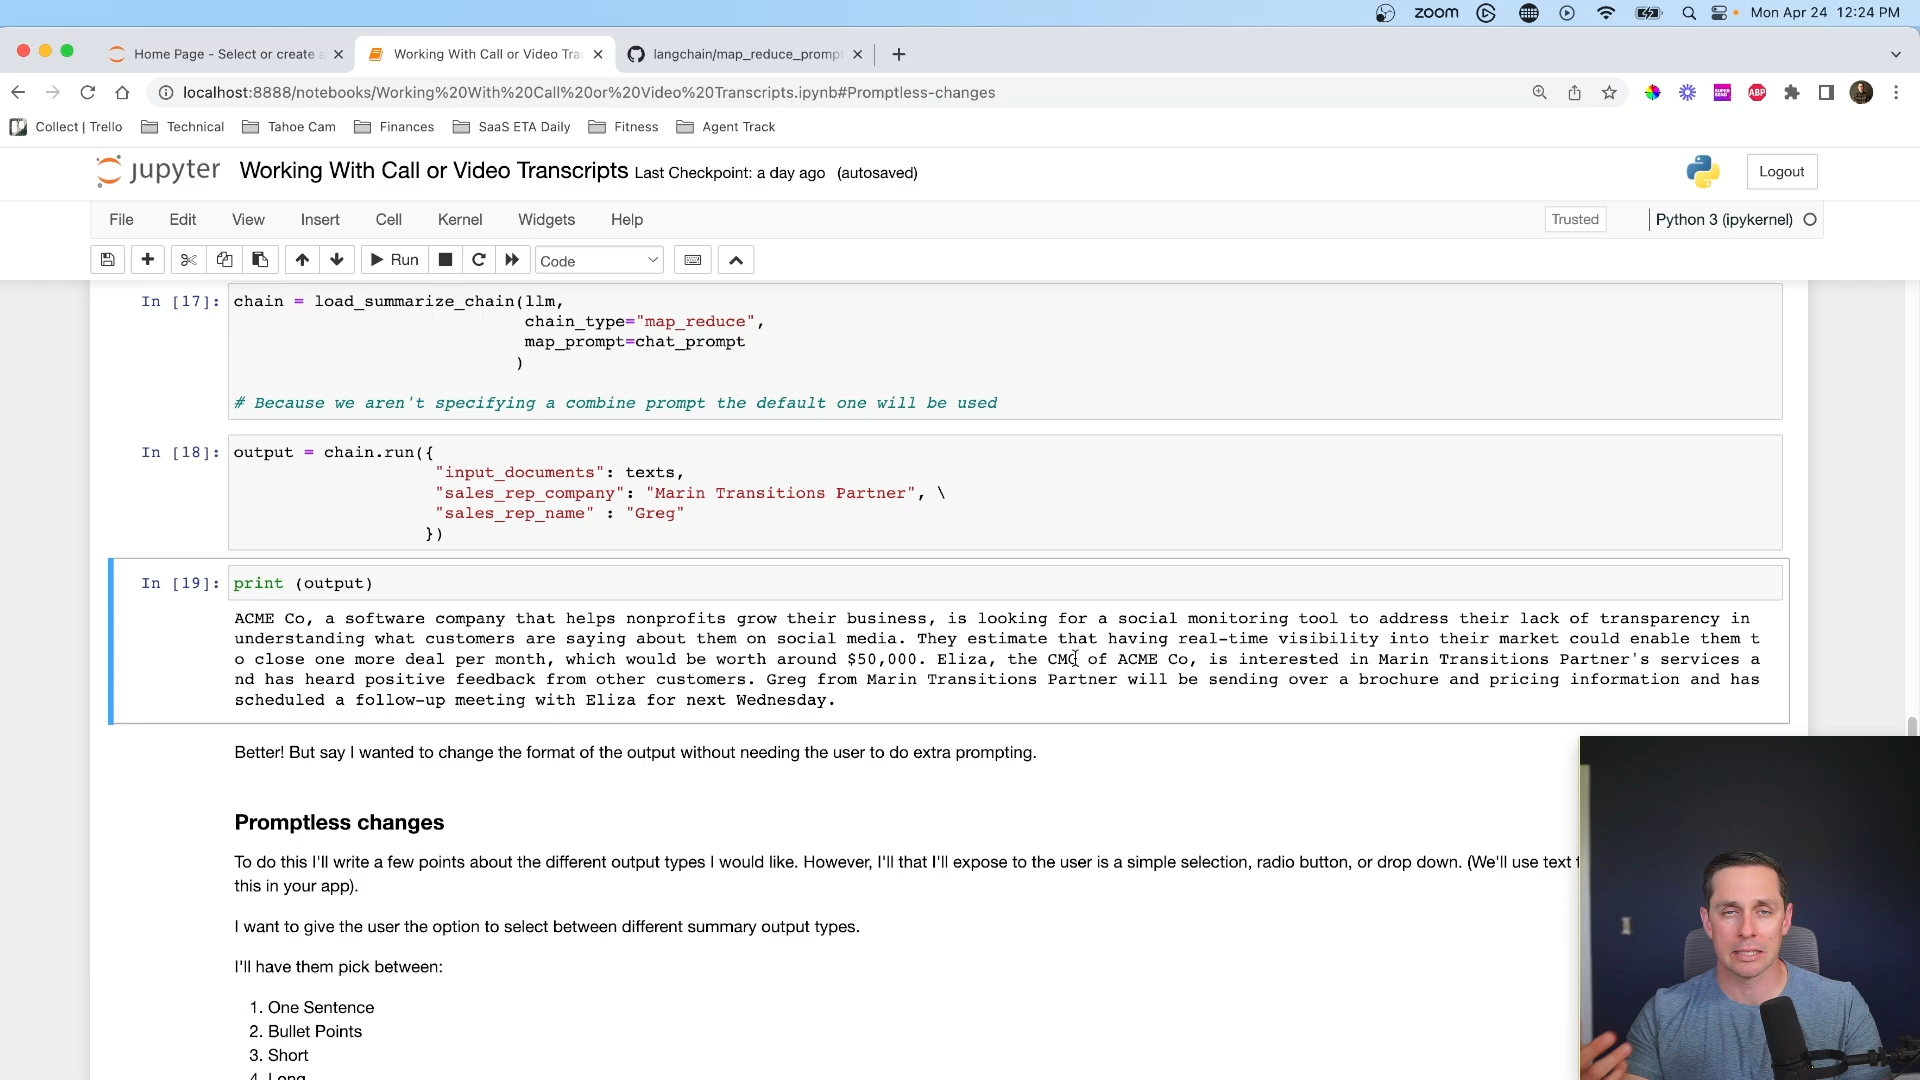 zoom Mon Apr 24 12:24 PM
Home Page - Select or create a
Working With Call or Video Tra
langchain/map_reduce_promp
localhost:8888/notebooks/Working%20With%20Call%20or%20Video%20Transcripts.ipynb#Promptless-changes
ABP
Collect | Trello Technical Tahoe Cam Finances SaaS ETA Daily Fitness Agent Track
jupyter Working With Call or Video Transcripts Last Checkpoint: a day ago (autosaved)
Logout
File Edit View Insert Cell Kernel Widgets Help
Trusted Python 3 (ipykernel)
Run Code
In [17]: chain = load_summarize_chain(llm,
chain_type="map_reduce",
map_prompt=chat_prompt
)
# Because we aren't specifying a combine prompt the default one will be used
In [18]: output = chain.run({
"input_documents": texts,
"sales_rep_company": "Marin Transitions Partner", \
"sales_rep_name" : "Greg"
})
In [19]: print (output)
ACME Co, a software company that helps nonprofits grow their business, is looking for a social monitoring tool to address their lack of transparency in
understanding what customers are saying about them on social media. They estimate that having real-time visibility into their market could enable them t
o close one more deal per month, which would be worth around $50,000. Eliza, the CMO of ACME Co, is interested in Marin Transitions Partner's services a
nd has heard positive feedback from other customers. Greg from Marin Transitions Partner will be sending over a brochure and pricing information and has
scheduled a follow-up meeting with Eliza for next Wednesday.
Better! But say I wanted to change the format of the output without needing the user to do extra prompting.
Promptless changes
To do this I'll write a few points about the different output types I would like. However, I'll that I'll expose to the user is a simple selection, radio button, or drop down. (We'll use text
this in your app).
I want to give the user the option to select between different summary output types.
I'll have them pick between:
1. One Sentence
2. Bullet Points
3. Short
4. Long